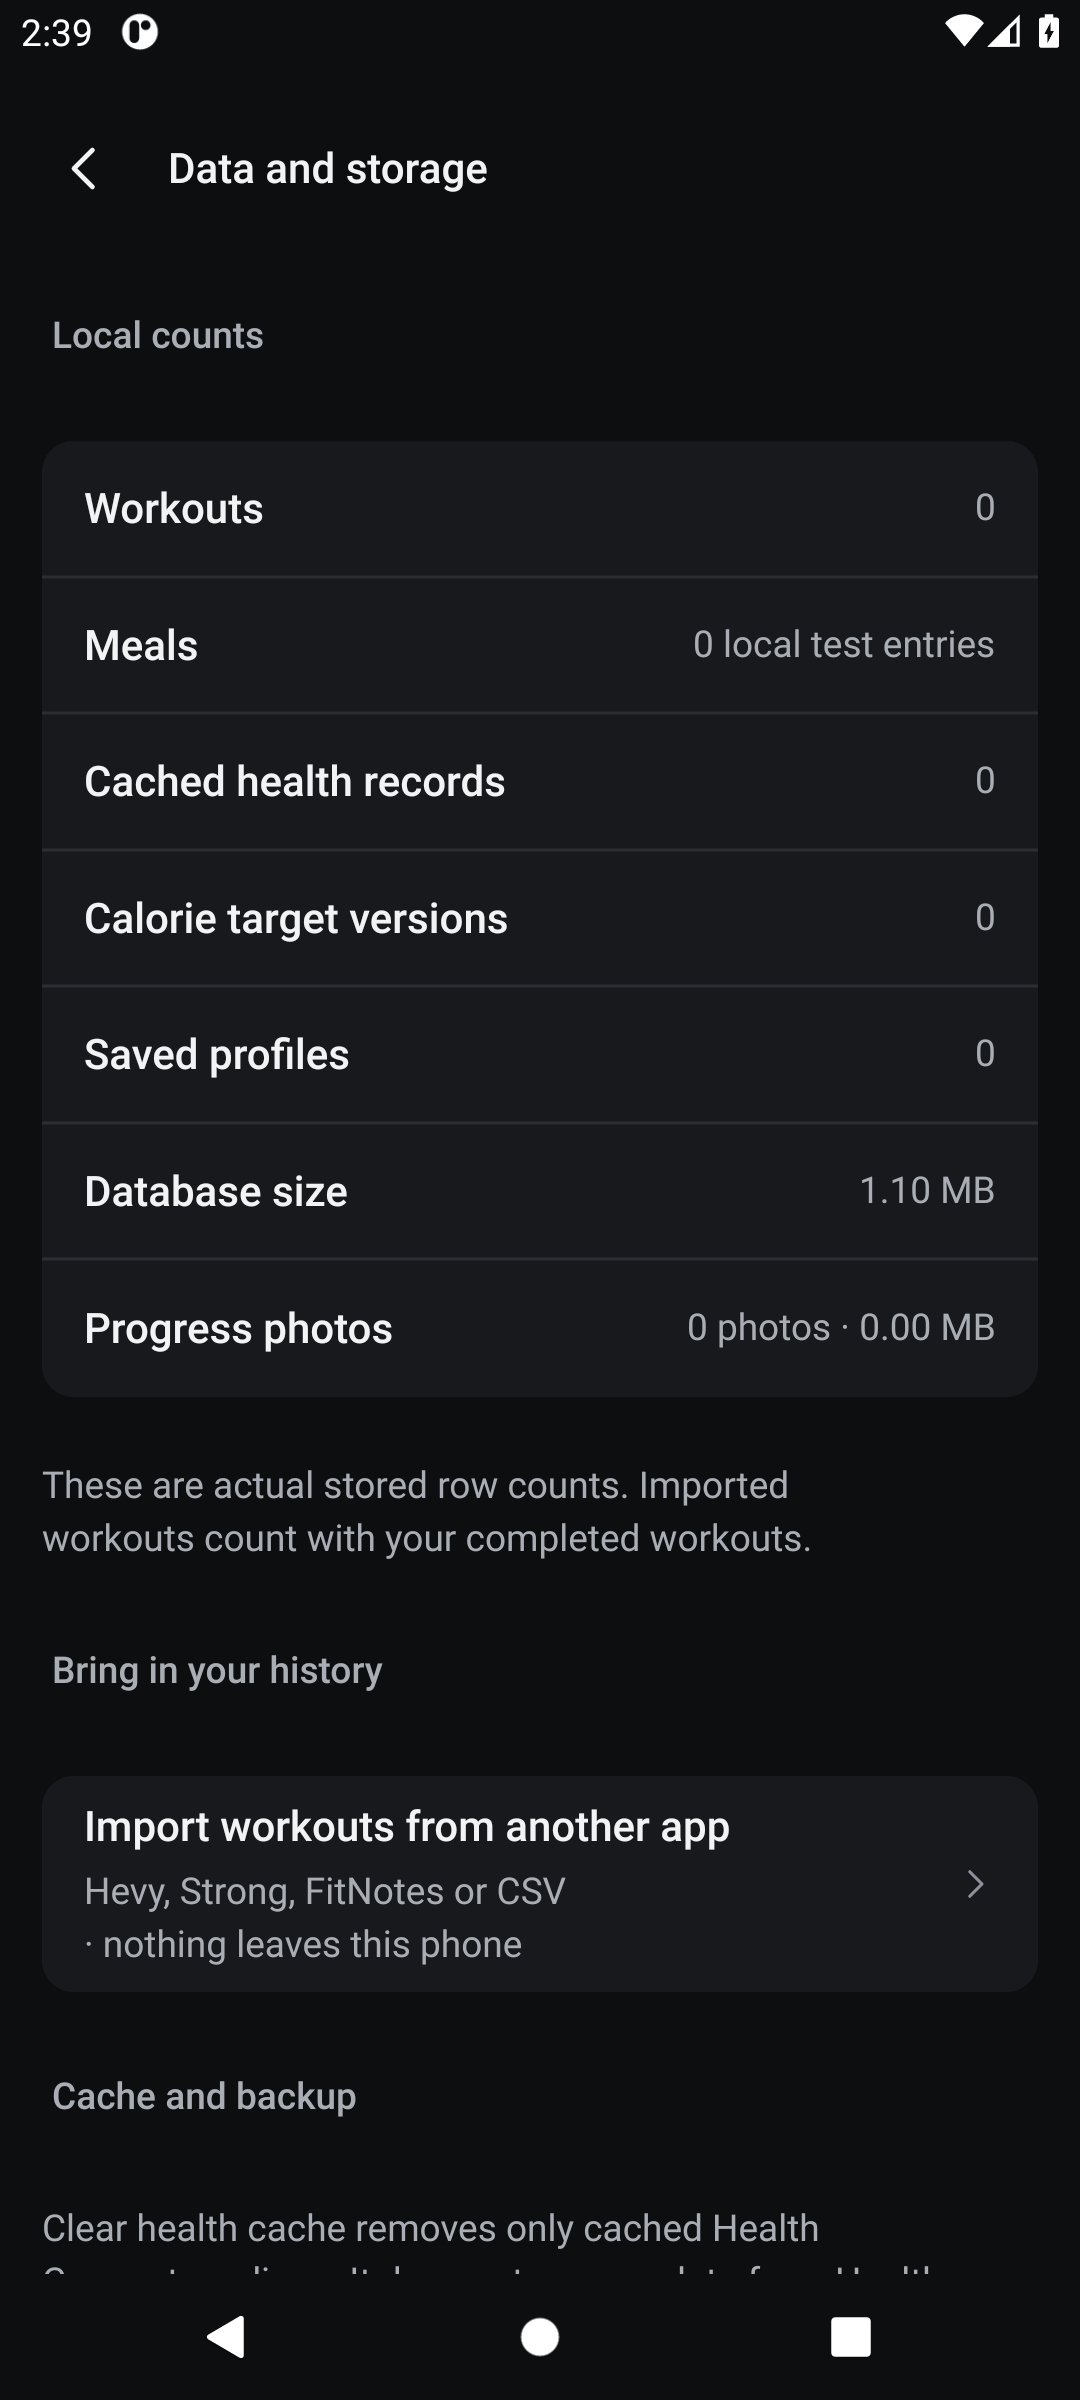 2:39
Data and storage
Local counts
Workouts 0
Meals 0 local test entries
Cached health records 0
Calorie target versions 0
Saved profiles 0
Database size 1.10 MB
Progress photos 0 photos · 0.00 MB
These are actual stored row counts. Imported
workouts count with your completed workouts.
Bring in your history
Import workouts from another app
Hevy, Strong, FitNotes or CSV
· nothing leaves this phone
Cache and backup
Clear health cache removes only cached Health